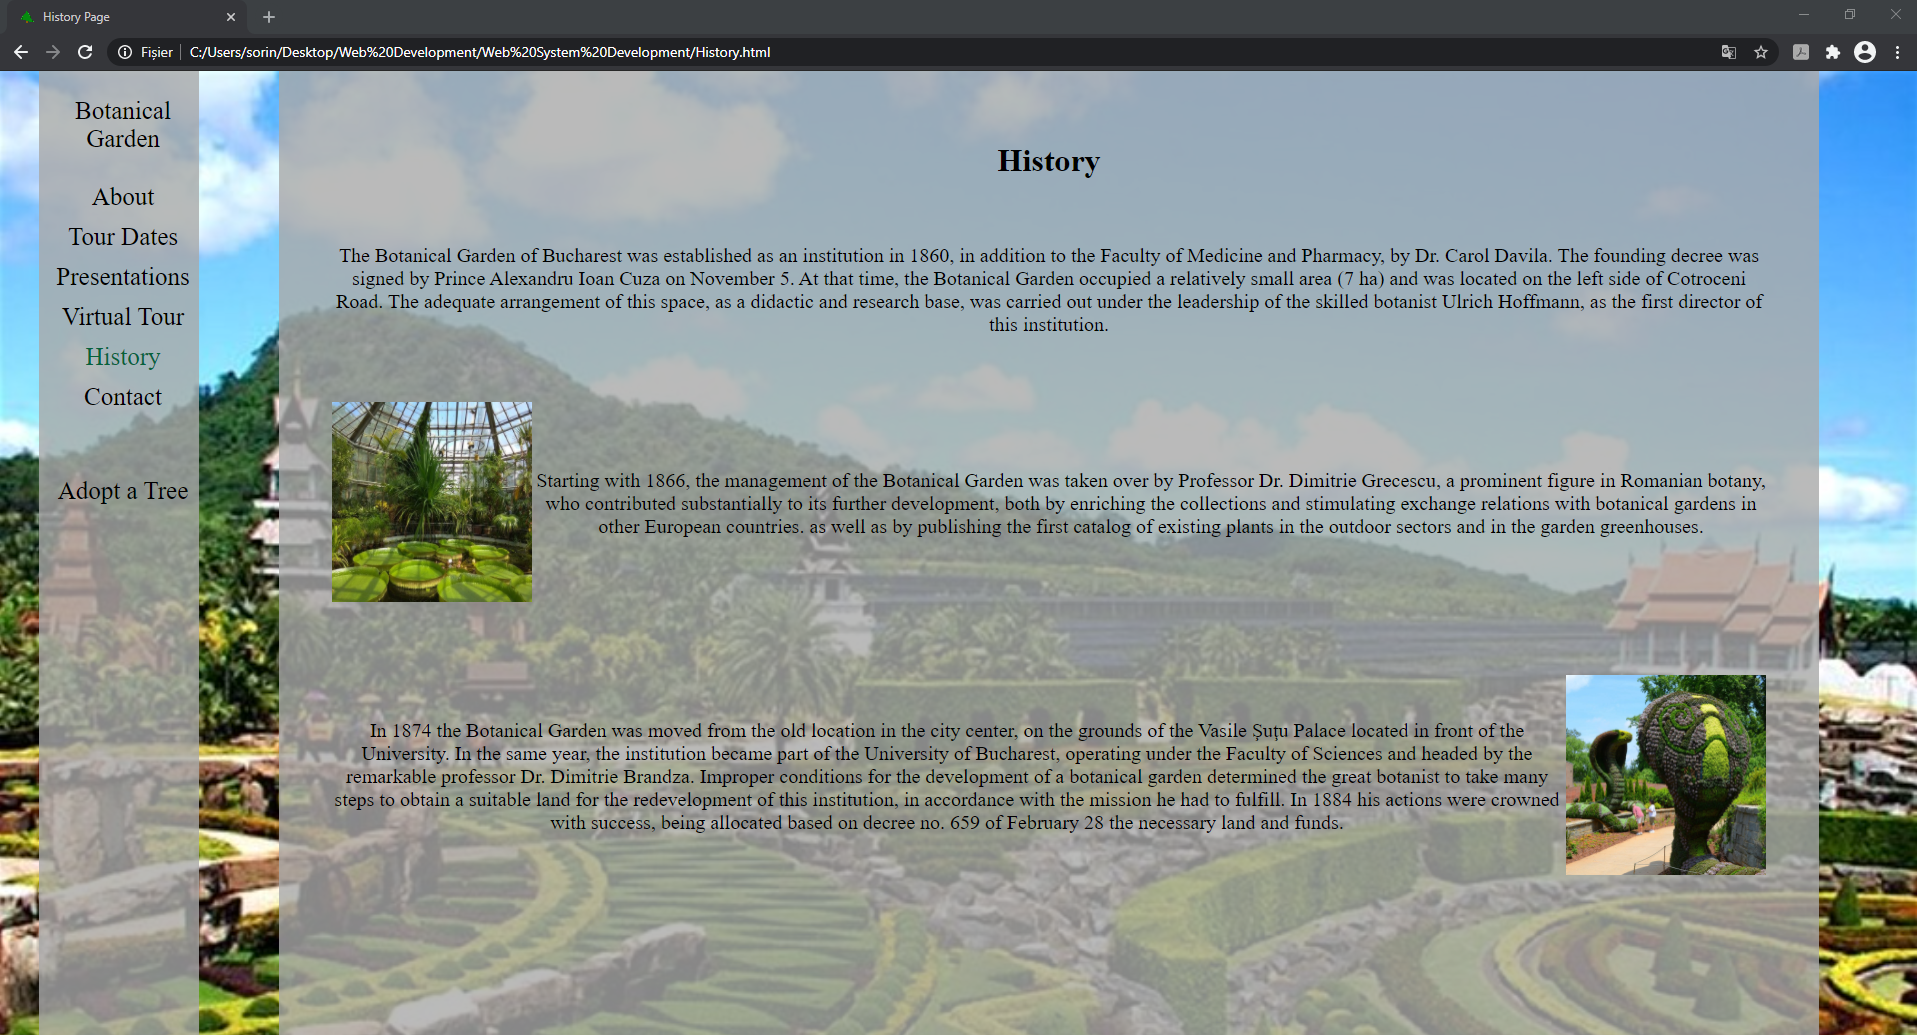 History Page
Fișier
C:/Users/sorin/Desktop/Web%20Development/Web%20System%20Development/History.html
Botanical
Garden
About
Tour Dates
Presentations
Virtual Tour
History
Contact
Adopt a Tree
History
The Botanical Garden of Bucharest was established as an institution in 1860, in addition to the Faculty of Medicine and Pharmacy, by Dr. Carol Davila. The founding decree was
signed by Prince Alexandru Ioan Cuza on November 5. At that time, the Botanical Garden occupied a relatively small area (7 ha) and was located on the left side of Cotroceni
Road. The adequate arrangement of this space, as a didactic and research base, was carried out under the leadership of the skilled botanist Ulrich Hoffmann, as the first director of
this institution.
Starting with 1866, the management of the Botanical Garden was taken over by Professor Dr. Dimitrie Grecescu, a prominent figure in Romanian botany,
who contributed substantially to its further development, both by enriching the collections and stimulating exchange relations with botanical gardens in
other European countries. as well as by publishing the first catalog of existing plants in the outdoor sectors and in the garden greenhouses.
In 1874 the Botanical Garden was moved from the old location in the city center, on the grounds of the Vasile Șuțu Palace located in front of the
University. In the same year, the institution became part of the University of Bucharest, operating under the Faculty of Sciences and headed by the
remarkable professor Dr. Dimitrie Brandza. Improper conditions for the development of a botanical garden determined the great botanist to take many
steps to obtain a suitable land for the redevelopment of this institution, in accordance with the mission he had to fulfill. In 1884 his actions were crowned
with success, being allocated based on decree no. 659 of February 28 the necessary land and funds.